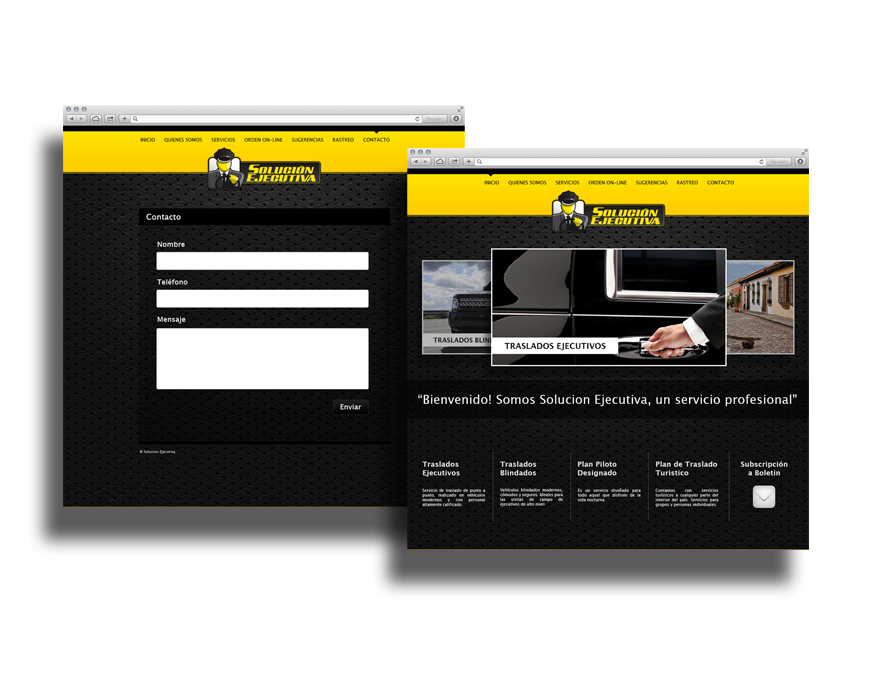 INICIO QUIENES SOMOS SERVICIOS ORDEN ON-LINE SUGERENCIAS RASTREO CONTACTO
SOLUCIÓN
EJECUTIVA
Contacto
Nombre
Teléfono
Mensaje
Enviar
© Solucion Ejecutiva.
Reader
INICIO QUIENES SOMOS SERVICIOS ORDEN ON-LINE SUGERENCIAS RASTREO CONTACTO
SOLUCIÓN
EJECUTIVA
TRASLADOS BLIN
TRASLADOS EJECUTIVOS
“Bienvenido! Somos Solucion Ejecutiva, un servicio profesional”
Traslados
Ejecutivos
Servicio de traslado de punto a
punto, realizado en vehículos
modernos y con personal
altamente calificado.
Traslados
Blindados
Vehículos blindados modernos,
cómodos y seguros. Ideales para
las visitas de campo de
ejecutivos de alto nivel.
Plan Piloto
Designado
Es un servicio diseñado para
todo aquel que disfrute de la
vida nocturna.
Plan de Traslado
Turistico
Contamos con servicios
turísticos a cualquier parte del
interior del país. Servicios para
grupos y personas individuales.
Subscripción
a Boletin
Reader